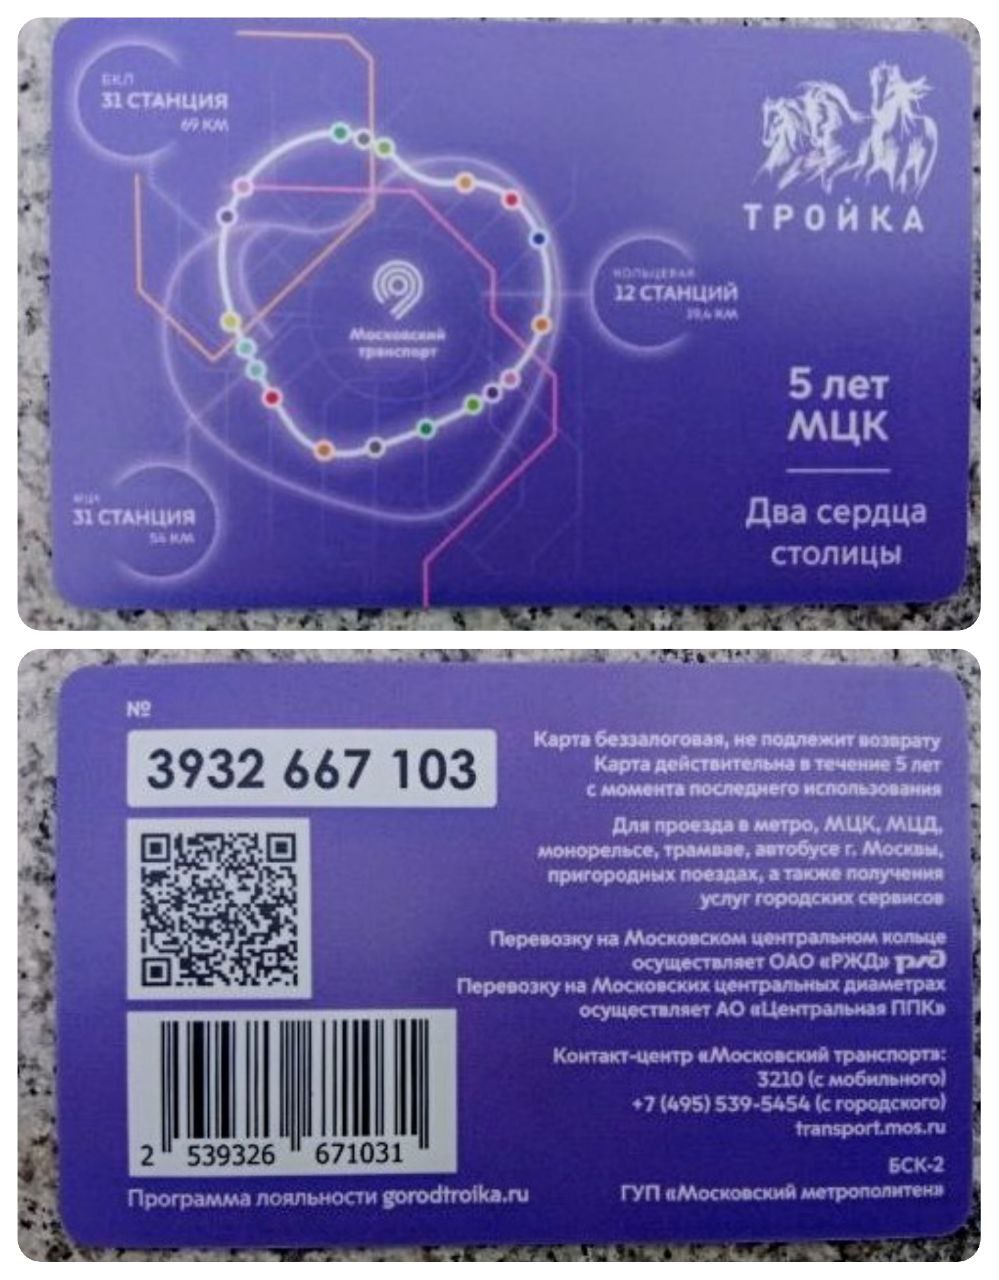 БКЛ
31 СТАНЦИЯ
69 КМ
ТРОЙКА
КОЛЬЦЕВАЯ
12 СТАНЦИЙ
19,4 КМ
Московский
транспорт
5 лет
МЦК
МЦК
31 СТАНЦИЯ
54 КМ
Два сердца
столицы
№
3932 667 103
Карта беззалоговая, не подлежит возврату
Карта действительна в течение 5 лет
с момента последнего использования
Для проезда в метро, МЦК, МЦД,
монорельсе, трамвае, автобусе г. Москвы,
пригородных поездах, а также получения
услуг городских сервисов
Перевозку на Московском центральном кольце
осуществляет ОАО «РЖД» РЖД
Перевозку на Московских центральных диаметрах
осуществляет АО «Центральная ППК»
Контакт-центр «Московский транспорт»:
3210 (с мобильного)
+7 (495) 539-5454 (с городского)
transport.mos.ru
2 539326 671031
БСК-2
Программа лояльности gorodtroika.ru
ГУП «Московский метрополитен»